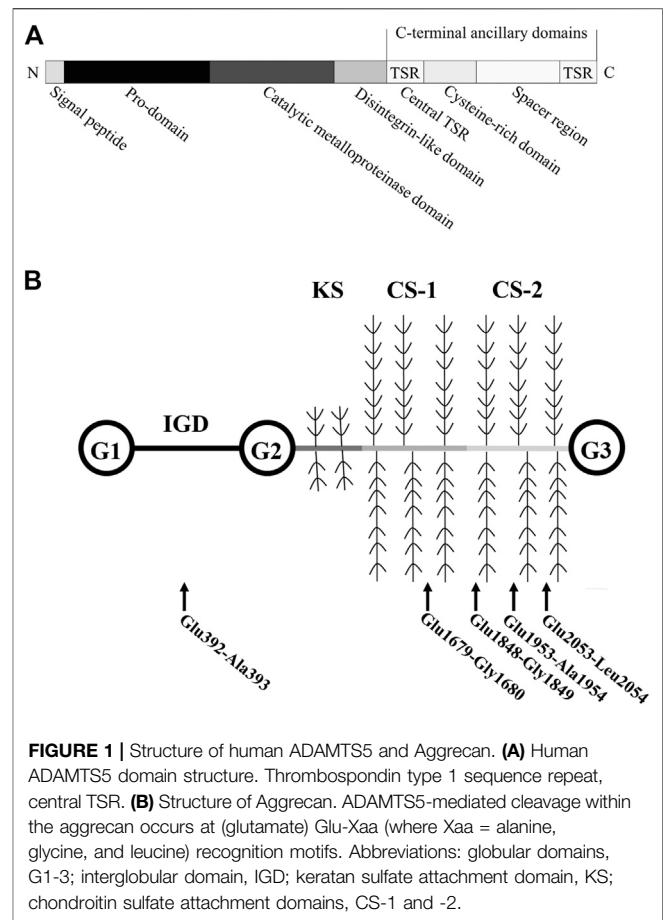 A
C-terminal ancillary domains
N
TSR
TSR
C
Signal peptide
Pro-domain
Catalytic metalloproteinase domain
Disintegrin-like domain
Central TSR
Cysteine-rich domain
Spacer region
B
KS
CS-1
CS-2
IGD
G1
G2
G3
Glu392-Ala393
Glu1679-Gly1680
Glu1848-Gly1849
Glu1953-Ala1954
Glu2053-Leu2054
FIGURE 1 | Structure of human ADAMTS5 and Aggrecan. (A) Human
ADAMTS5 domain structure. Thrombospondin type 1 sequence repeat,
central TSR. (B) Structure of Aggrecan. ADAMTS5-mediated cleavage within
the aggrecan occurs at (glutamate) Glu-Xaa (where Xaa = alanine,
glycine, and leucine) recognition motifs. Abbreviations: globular domains,
G1-3; interglobular domain, IGD; keratan sulfate attachment domain, KS;
chondroitin sulfate attachment domains, CS-1 and -2.